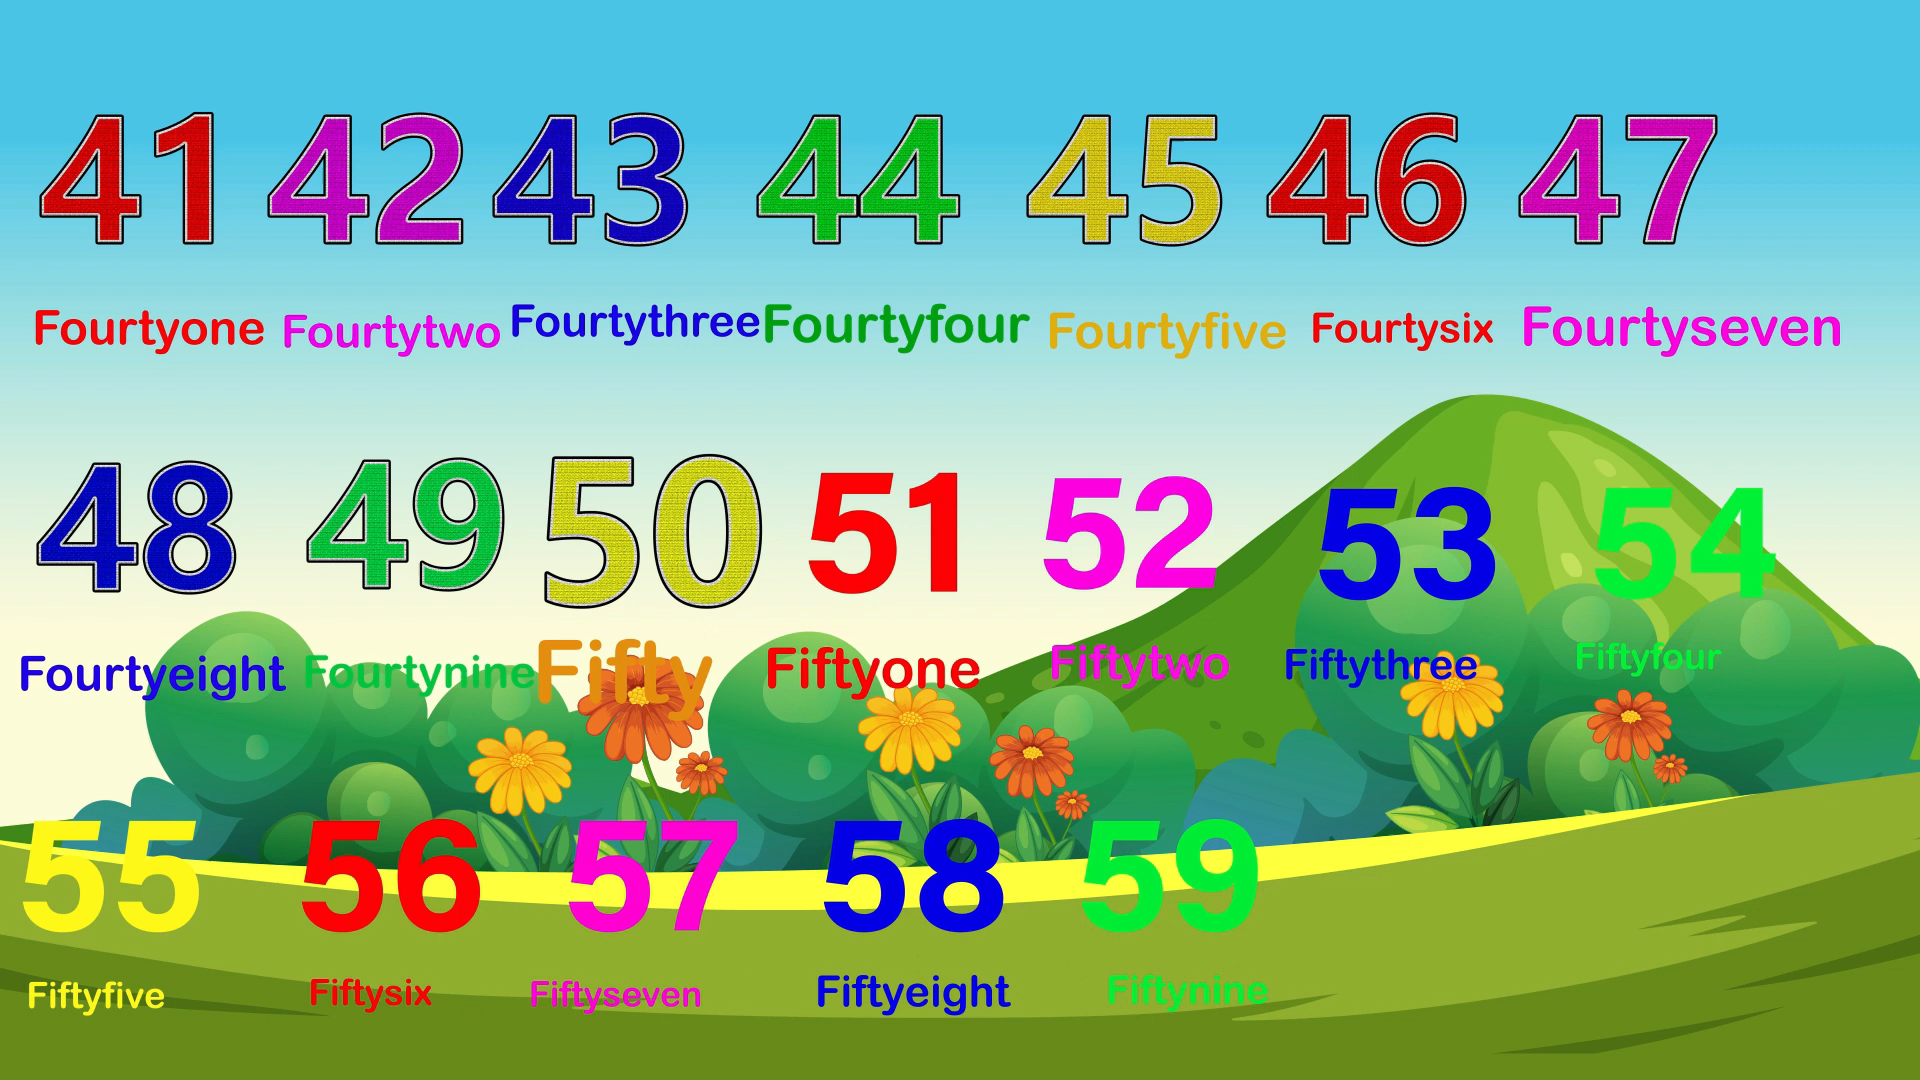 41 42 43 44 45 46 47
Fourtyone Fourtytwo Fourtythree Fourtyfour Fourtyfive Fourtysix Fourtyseven
48 49 50 51 52 53 54
Fourtyeight Fourtynine Fifty Fiftyone Fiftytwo Fiftythree Fiftyfour
55 56 57 58 59
Fiftyfive Fiftysix Fiftyseven Fiftyeight Fiftynine